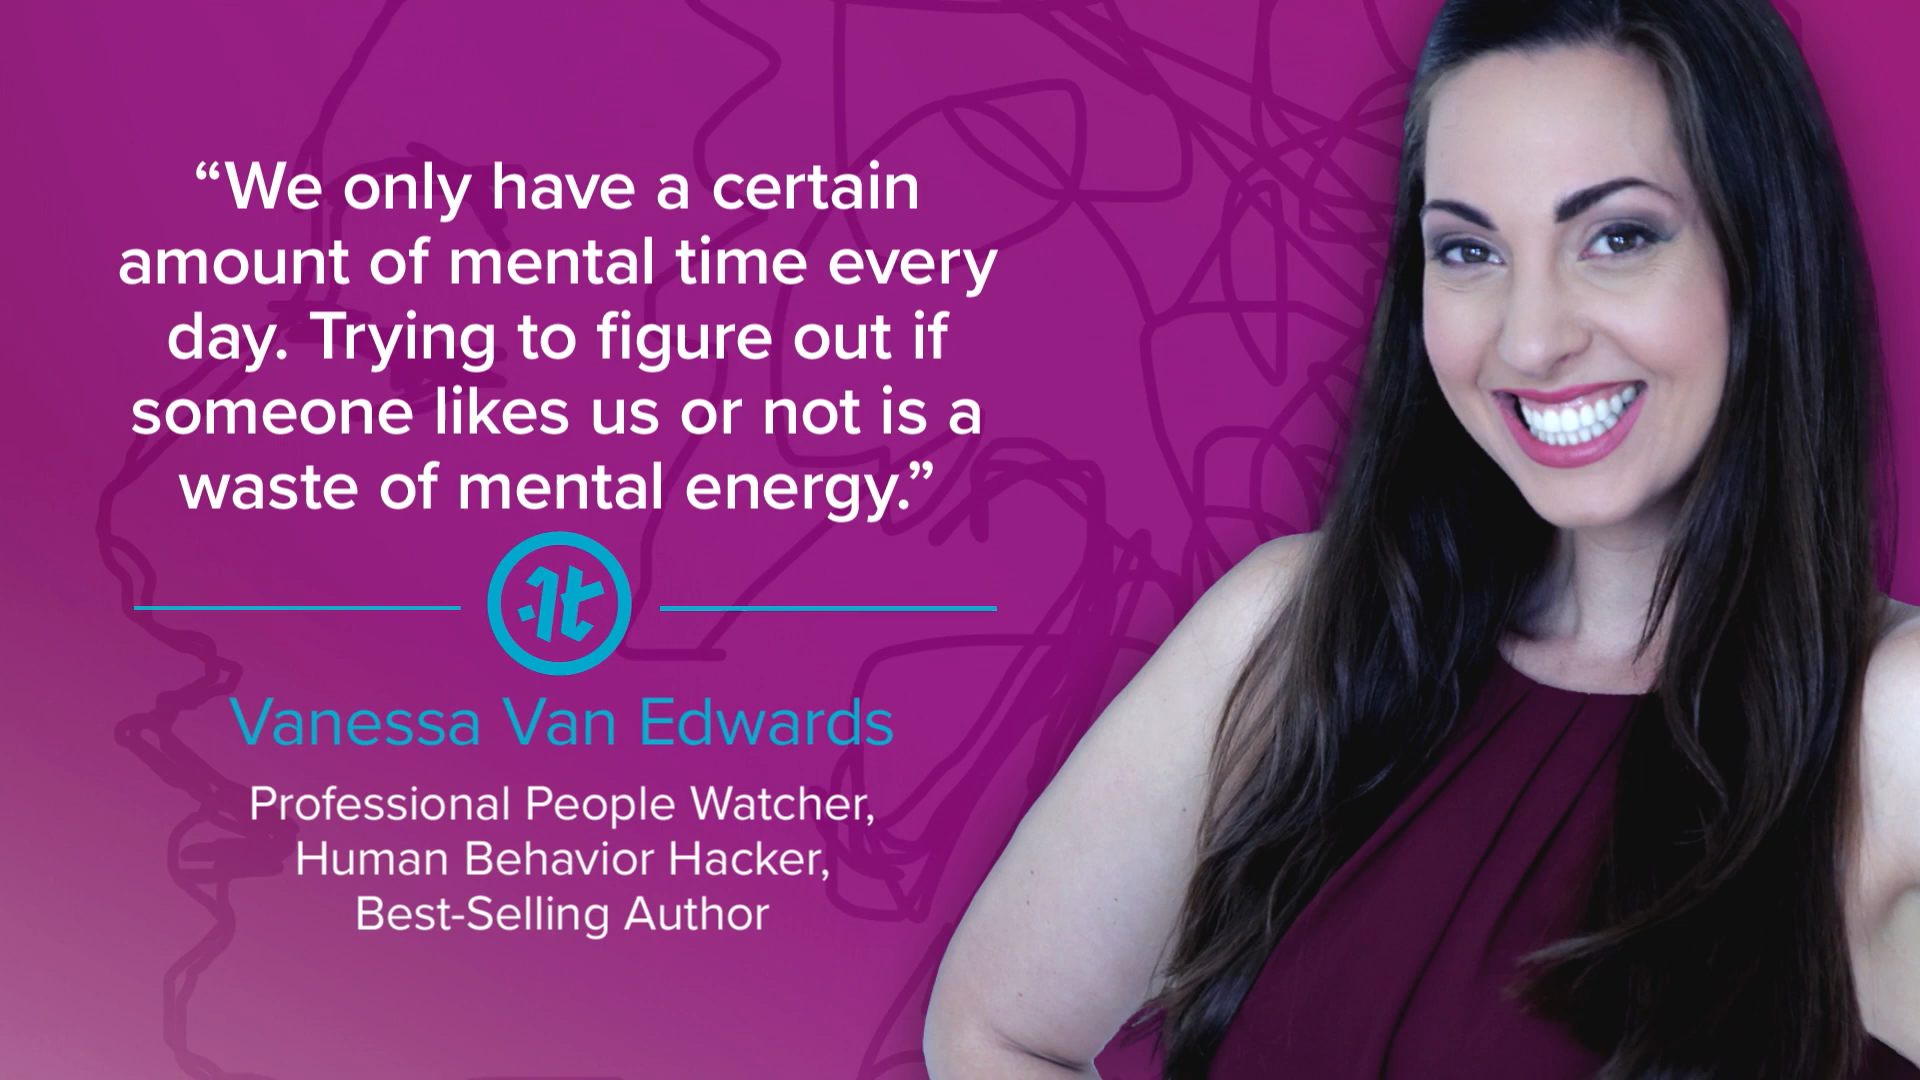 “We only have a certain
amount of mental time every
day. Trying to figure out if
someone likes us or not is a
waste of mental energy.”
Vanessa Van Edwards
Professional People Watcher,
Human Behavior Hacker,
Best-Selling Author